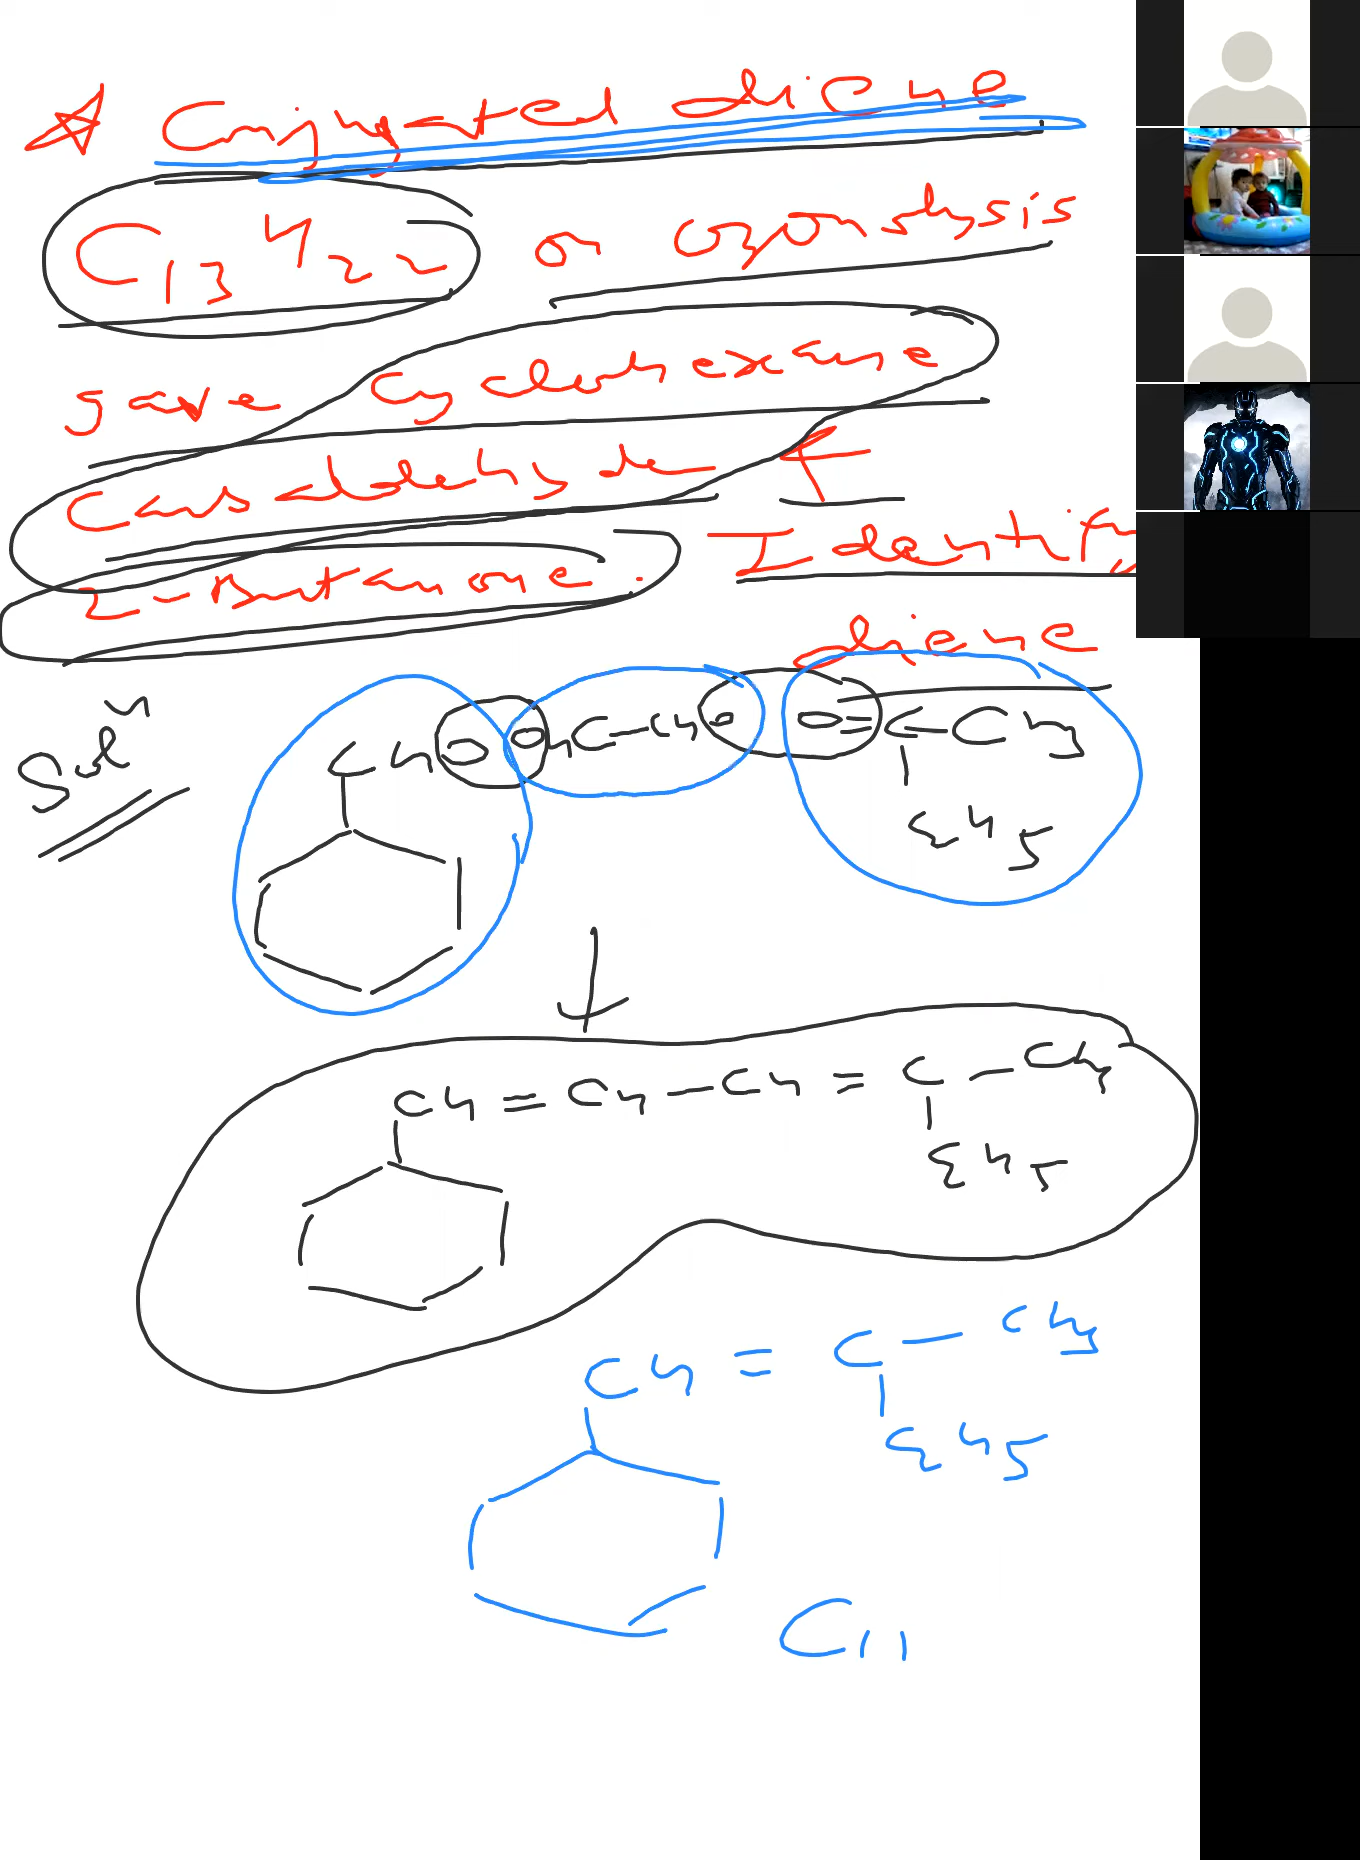 ☆ Conjugated diene
C13H22 on ozonolysis
gave Cyclohexane
Carbaldehyde +
2-Butanone. Identify
diene
Solⁿ
CHO OHC-CHO O=C-CH3
C2H5
CH=CH-CH=C-CH3
C2H5
CH=C-CH3
C2H5
C11